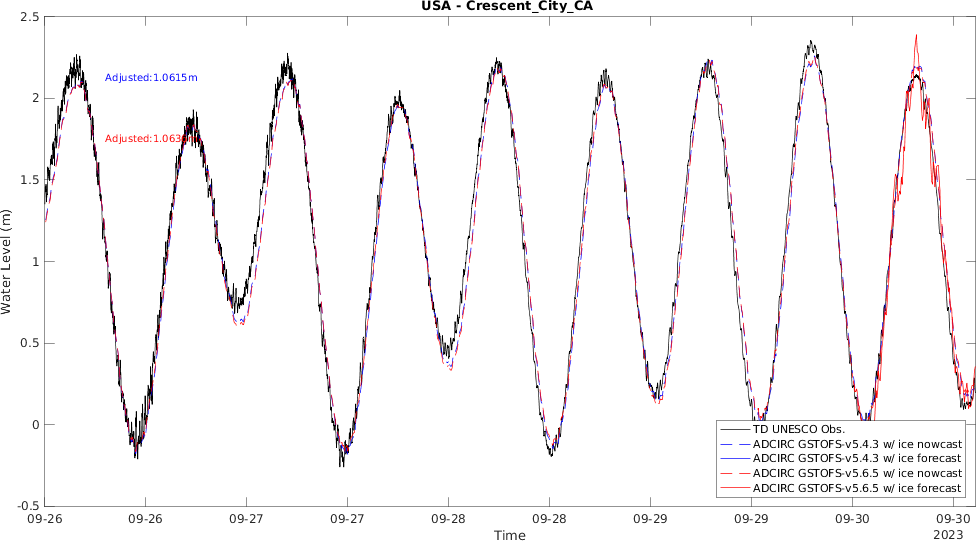 USA - Crescent_City_CA
2.5
2
1.5
1
0.5
0
-0.5
Water Level (m)
Adjusted:1.0615m
Adjusted:1.063
TD UNESCO Obs.
ADCIRC GSTOFS-v5.4.3 w/ ice nowcast
ADCIRC GSTOFS-v5.4.3 w/ ice forecast
ADCIRC GSTOFS-v5.6.5 w/ ice nowcast
ADCIRC GSTOFS-v5.6.5 w/ ice forecast
09-26 09-26 09-27 09-27 09-28 09-28 09-29 09-29 09-30 09-30
2023
Time